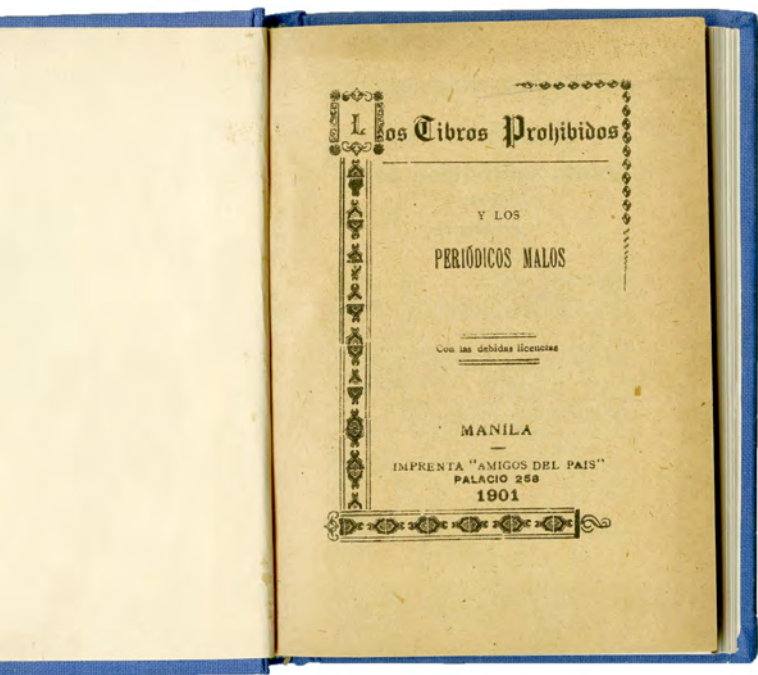 Los Libros Prohibidos
Y LOS
PERIÓDICOS MALOS
Con las debidas licencias
MANILA
IMPRENTA "AMIGOS DEL PAIS"
PALACIO 258
1901